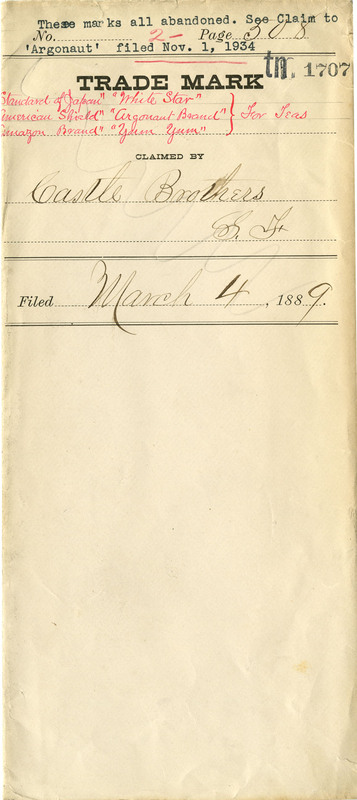 These marks all abandoned. See Claim to
No. 2- Page 308
'Argonaut' filed Nov. 1, 1934
tn. 1707
TRADE MARK
Standard of Japan" "White Star"
American Shield" "Argonaut Brand" } For Teas
Amazon Brand" "Yum Yum"
CLAIMED BY
Castle Brothers
S. F.
Filed March 4, 1889.